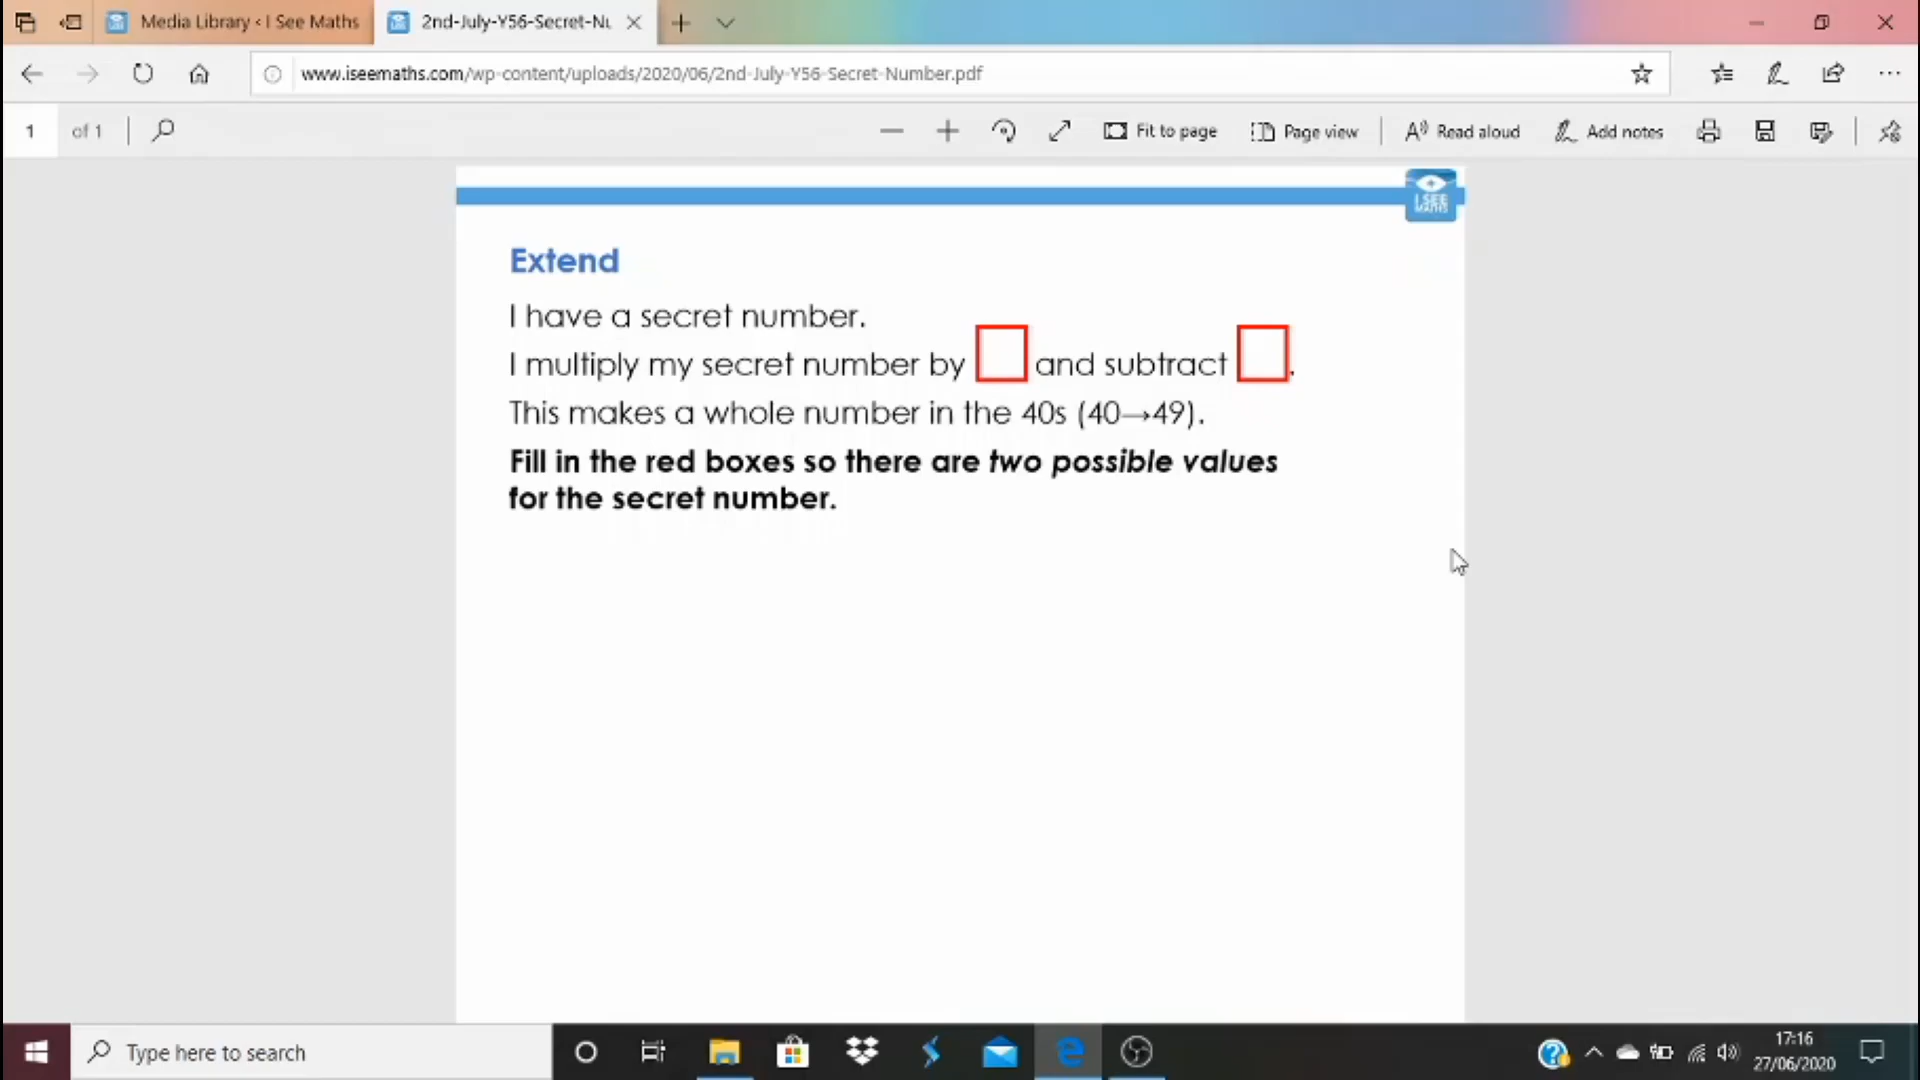 Media Library ‹ I See Maths
2nd-July-Y56-Secret-Nu
www.iseemaths.com/wp-content/uploads/2020/06/2nd-July-Y56-Secret-Number.pdf
1 of 1
Fit to page
Page view
Read aloud
Add notes
I SEE
MATHS
Extend
I have a secret number.
I multiply my secret number by and subtract .
This makes a whole number in the 40s (40→49).
Fill in the red boxes so there are two possible values
for the secret number.
Type here to search
17:16
27/06/2020